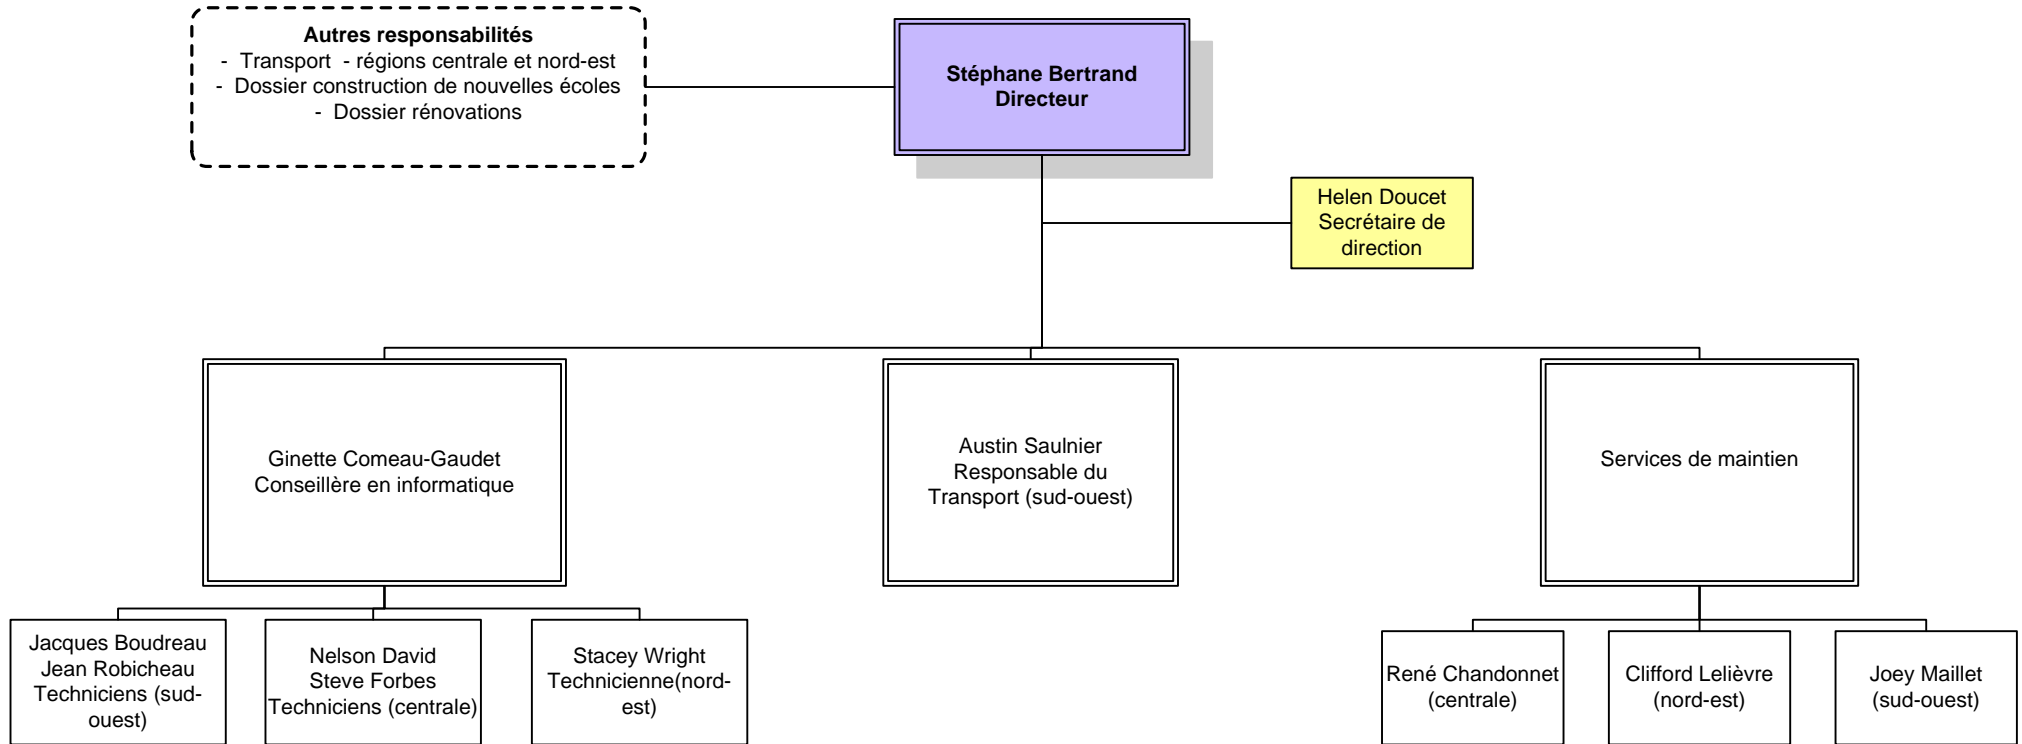 Autres responsabilités
- Transport - régions centrale et nord-est
- Dossier construction de nouvelles écoles
- Dossier rénovations
Stéphane Bertrand
Directeur
Helen Doucet
Secrétaire de
direction
Ginette Comeau-Gaudet
Conseillère en informatique
Austin Saulnier
Responsable du
Transport (sud-ouest)
Services de maintien
Jacques Boudreau
Jean Robicheau
Techniciens (sud-
ouest)
Nelson David
Steve Forbes
Techniciens (centrale)
Stacey Wright
Technicienne(nord-
est)
René Chandonnet
(centrale)
Clifford Lelièvre
(nord-est)
Joey Maillet
(sud-ouest)